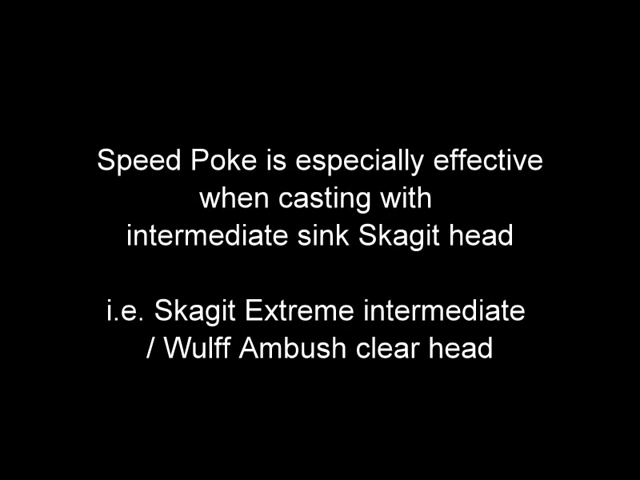 Speed Poke is especially effective
when casting with
intermediate sink Skagit head
i.e. Skagit Extreme intermediate
/ Wulff Ambush clear head